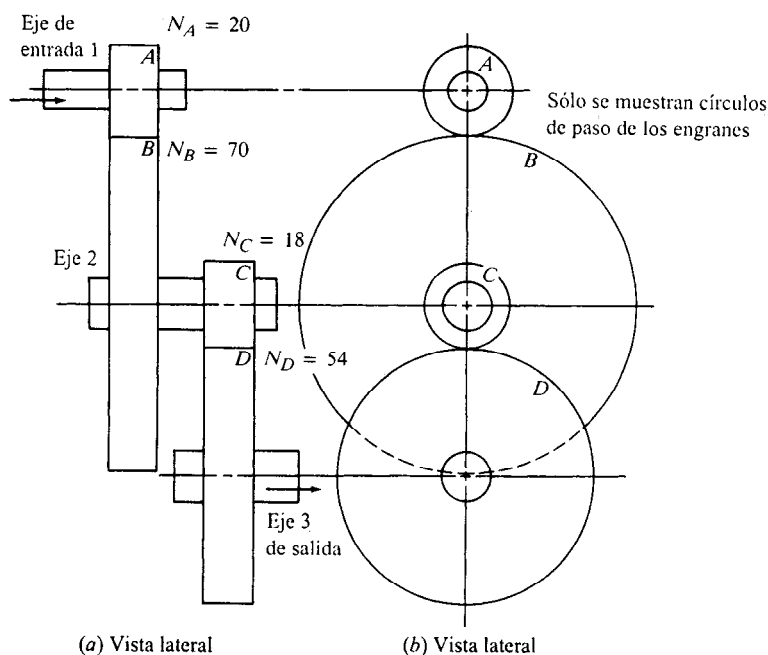 Eje de
entrada 1
N_A = 20
A
B
N_B = 70
Eje 2
N_C = 18
C
D
N_D = 54
Eje 3
de salida
(a) Vista lateral
A
Sólo se muestran círculos
de paso de los engranes
B
C
D
(b) Vista lateral